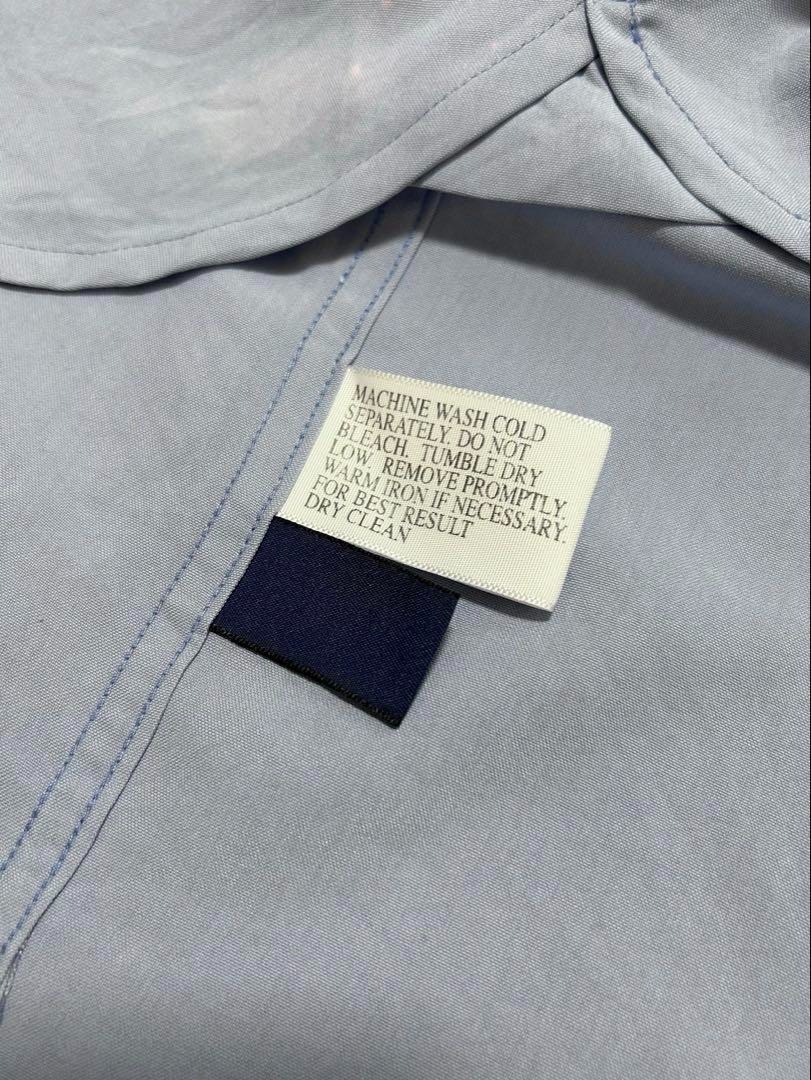 MACHINE WASH COLD
SEPARATELY. DO NOT
BLEACH. TUMBLE DRY
LOW. REMOVE PROMPTLY.
WARM IRON IF NECESSARY.
FOR BEST RESULT
DRY CLEAN